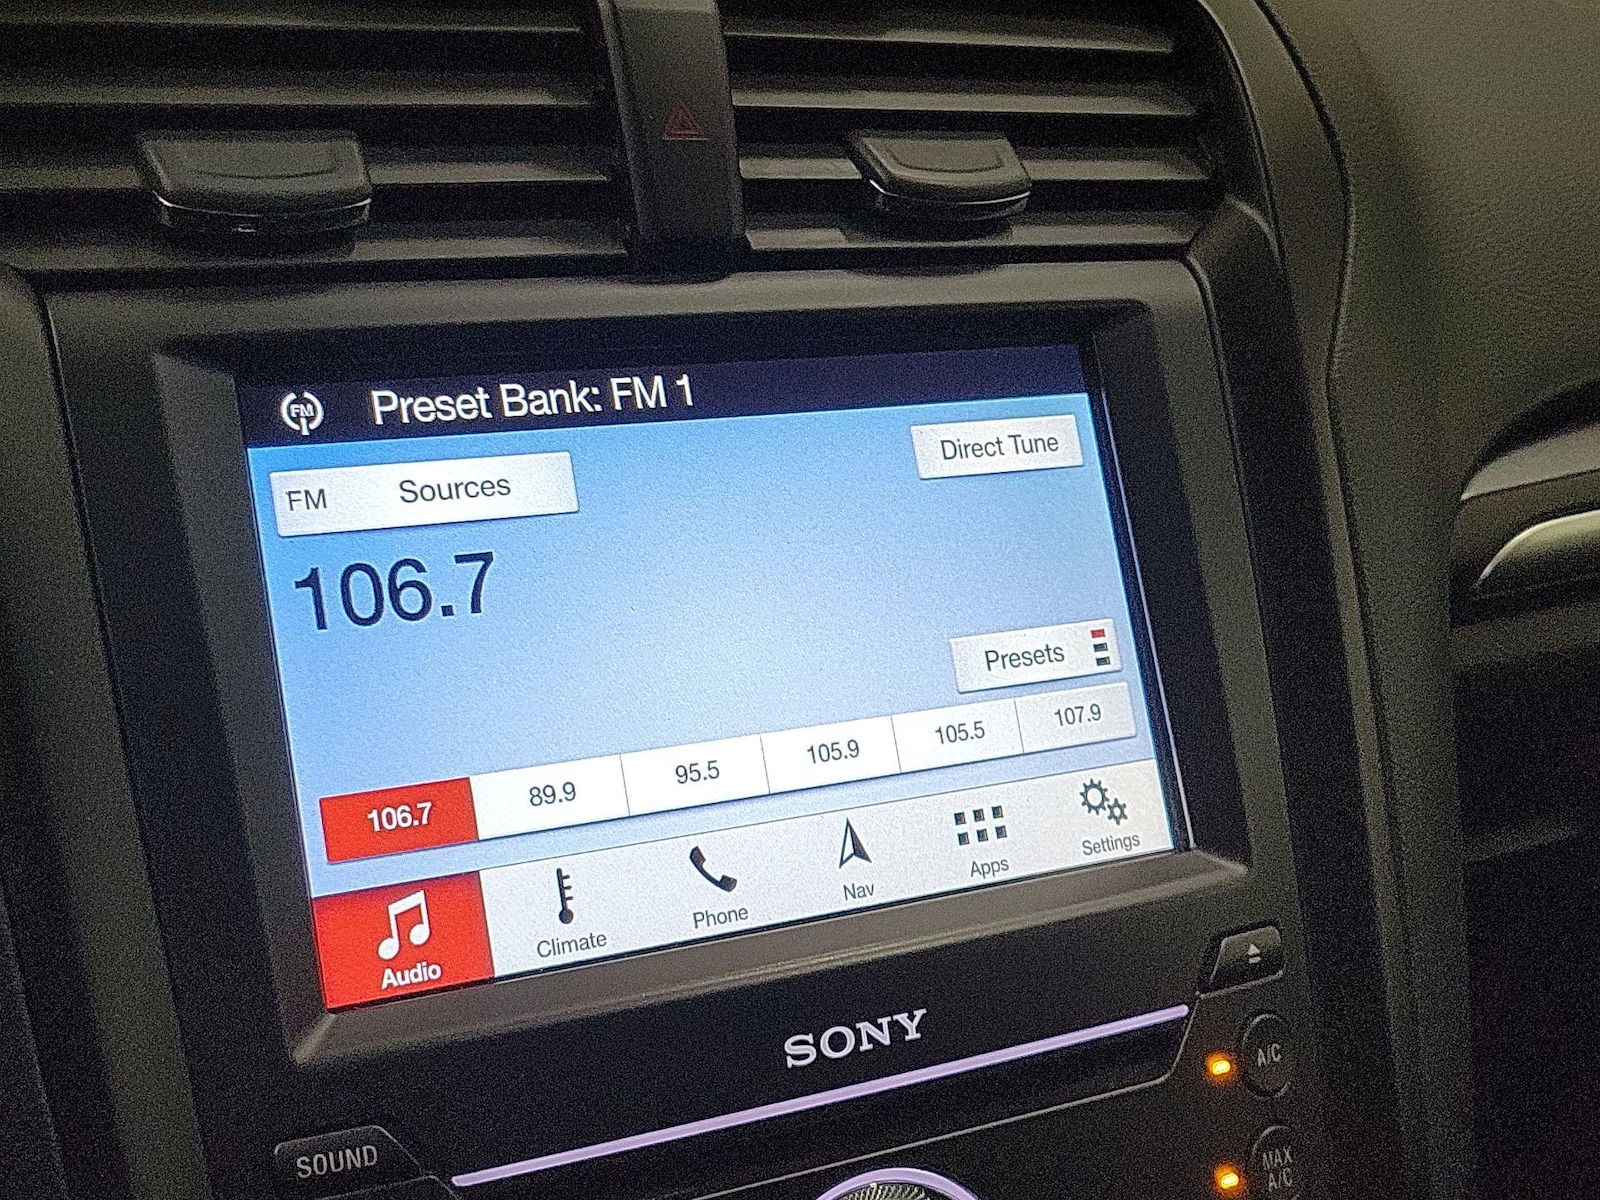 FM
Preset Bank: FM 1
FM Sources
Direct Tune
106.7
Presets
106.7 89.9 95.5 105.9 105.5 107.9
Audio Climate Phone Nav Apps Settings
SONY
A/C
SOUND
MAX
A/C